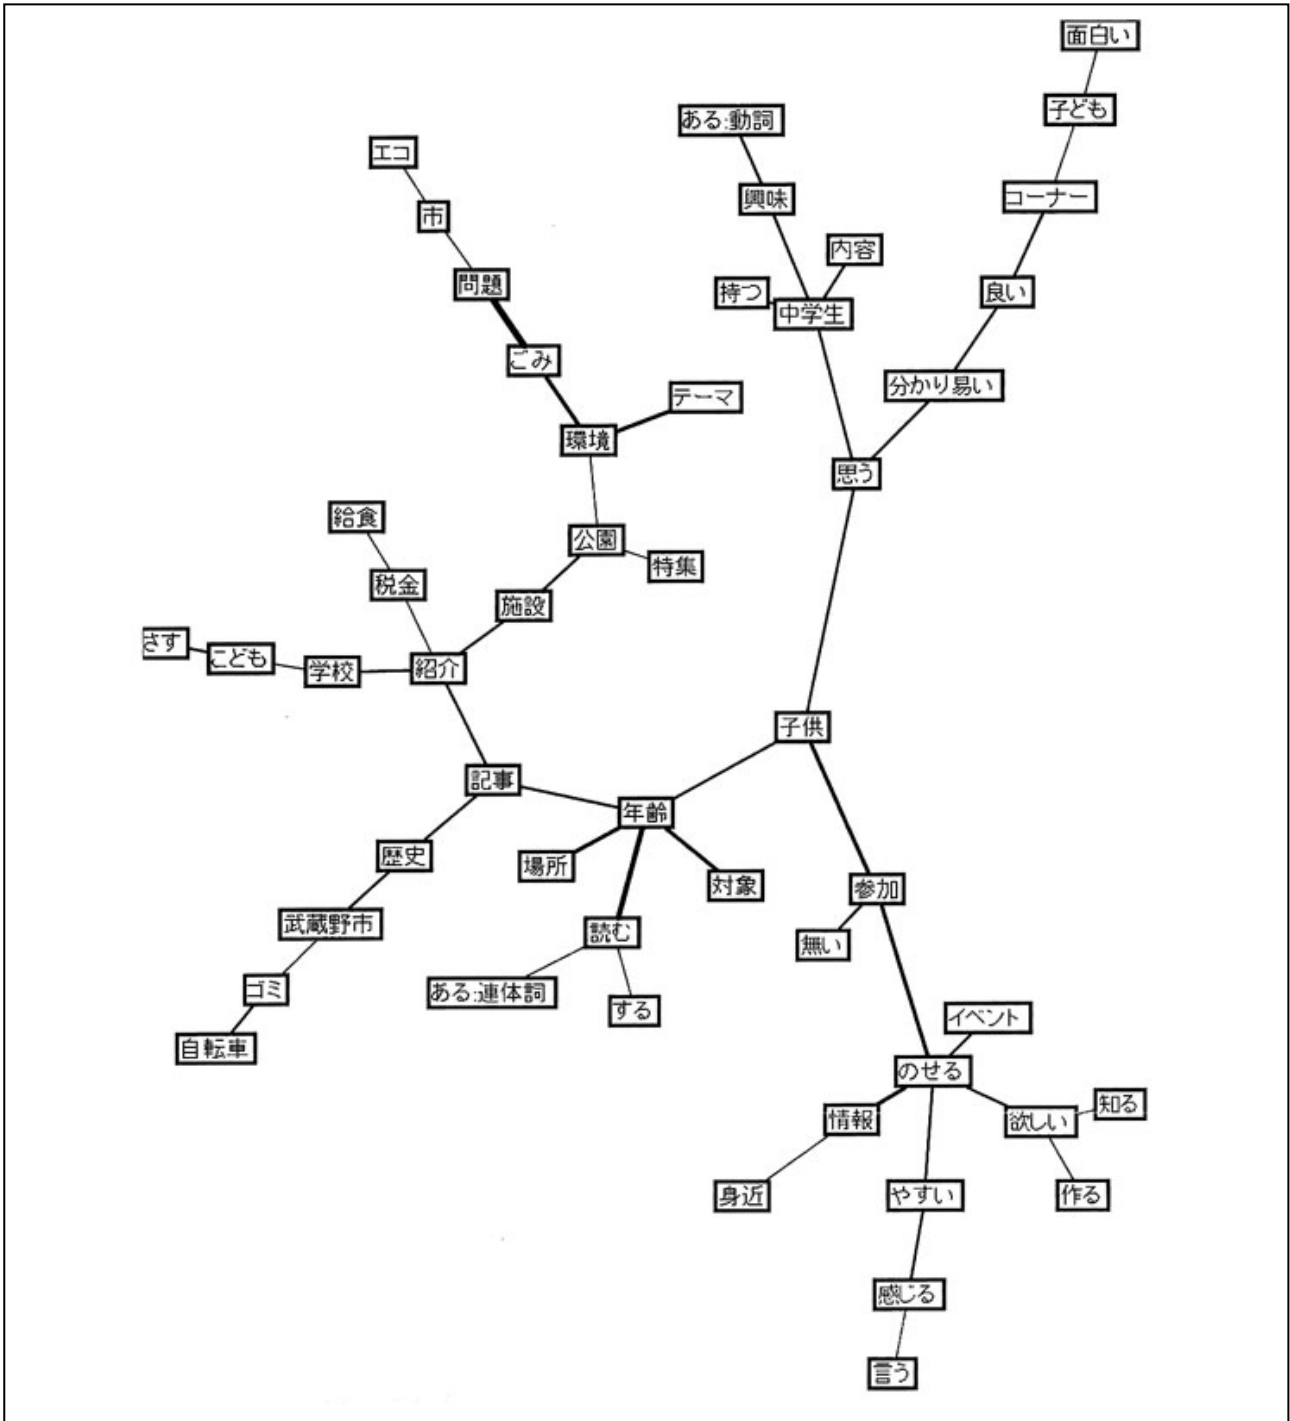 面白い
子ども
ある:動詞
エコ
興味
コーナー
市
内容
問題
持つ
良い
中学生
ごみ
分かり易い
テーマ
環境
思う
給食
公園
特集
税金
施設
さす
こども
学校
紹介
子供
記事
年齢
歴史
場所
対象
参加
武蔵野市
読む
無い
ゴミ
ある:連体詞
する
イベント
自転車
のせる
知る
情報
欲しい
身近
やすい
作る
感じる
言う